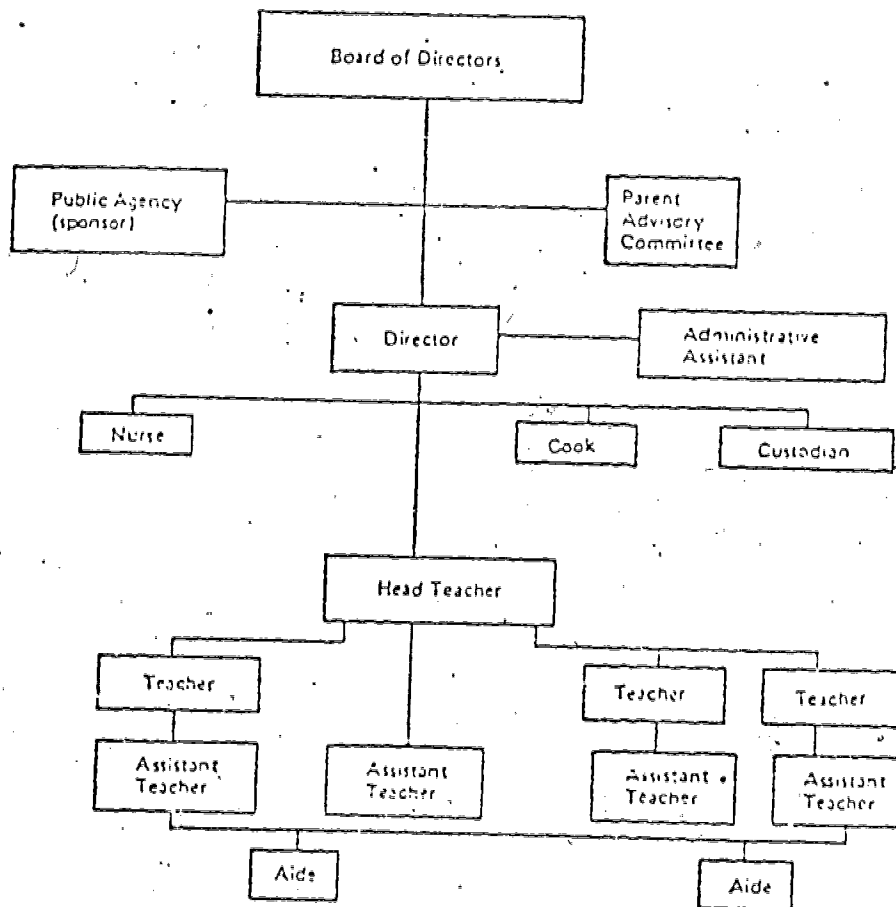 Board of Directors
Public Agency
(sponsor)
Parent
Advisory
Committee
Director
Administrative
Assistant
Nurse
Cook
Custodian
Head Teacher
Teacher
Teacher
Teacher
Assistant
Teacher
Assistant
Teacher
Assistant
Teacher
Assistant
Teacher
Aide
Aide